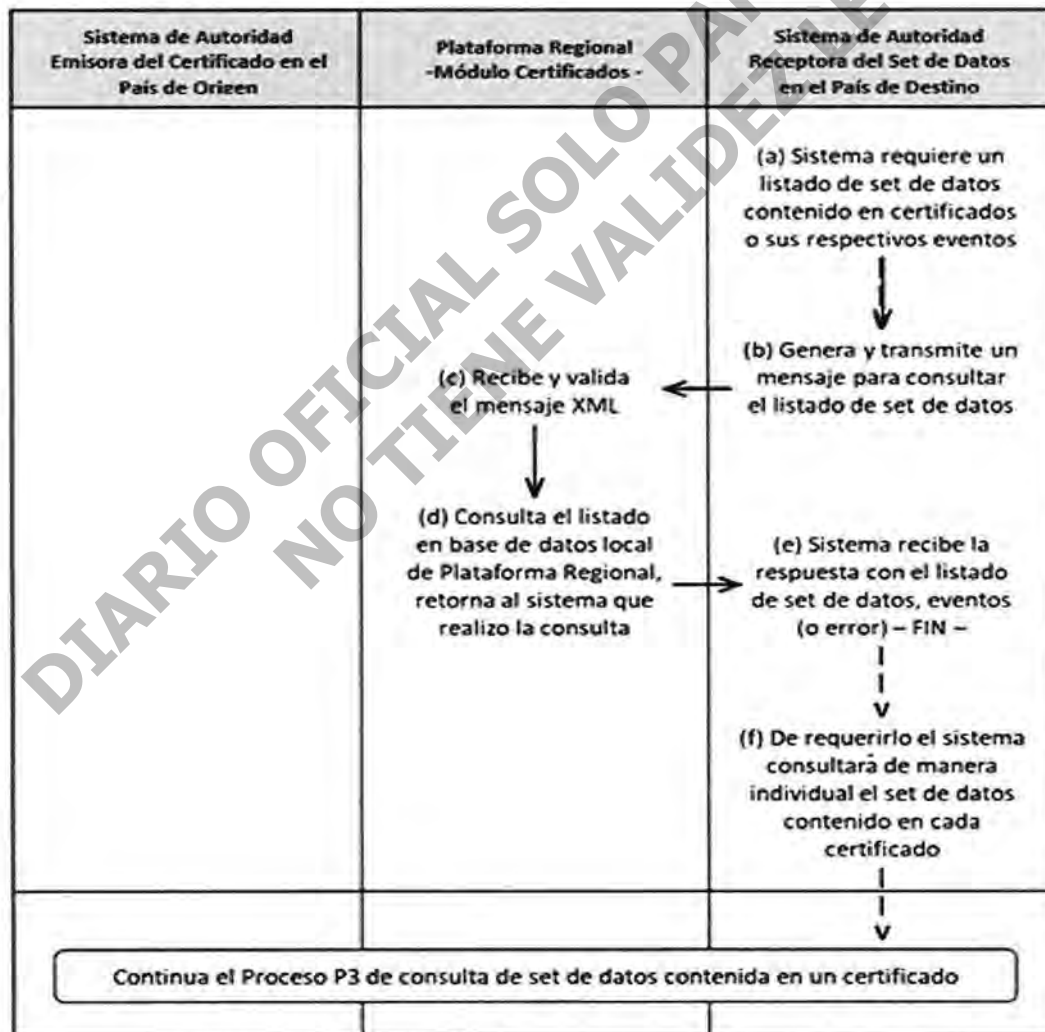 Sistema de Autoridad
Emisora del Certificado en el
País de Origen
Plataforma Regional
-Módulo Certificados -
Sistema de Autoridad
Receptora del Set de Datos
en el País de Destino
(a) Sistema requiere un
listado de set de datos
contenido en certificados
o sus respectivos eventos
(b) Genera y transmite un
mensaje para consultar
el listado de set de datos
(c) Recibe y valida
el mensaje XML
(d) Consulta el listado
en base de datos local
de Plataforma Regional,
retorna al sistema que
realizo la consulta
(e) Sistema recibe la
respuesta con el listado
de set de datos, eventos
(o error) – FIN –
(f) De requerirlo el sistema
consultará de manera
individual el set de datos
contenido en cada
certificado
Continua el Proceso P3 de consulta de set de datos contenida en un certificado
DIARIO OFICIAL SOLO
NO TIENE VALIDEZ